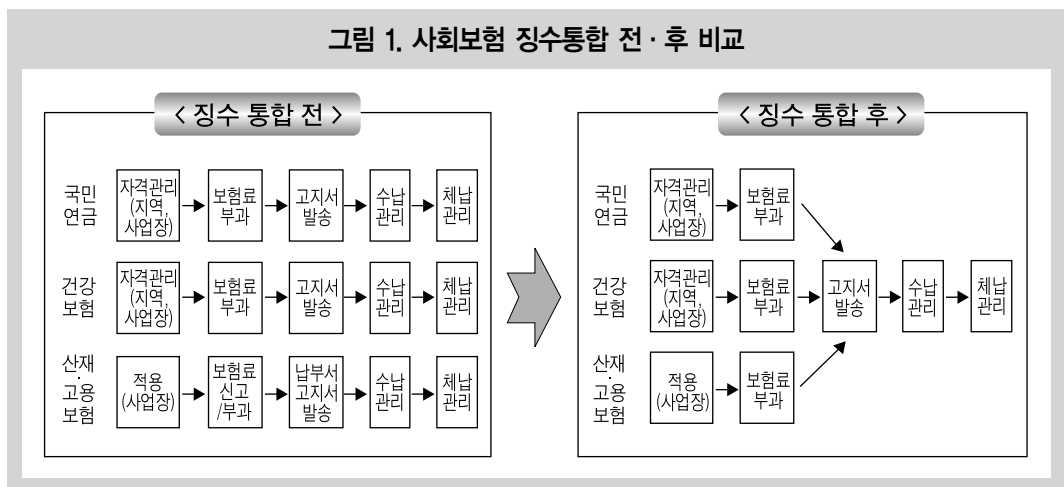 그림 1. 사회보험 징수통합 전·후 비교
< 징수 통합 전 >
국민
연금
자격관리
(지역,
사업장)
보험료
부과
고지서
발송
수납
관리
체납
관리
건강
보험
자격관리
(지역,
사업장)
보험료
부과
고지서
발송
수납
관리
체납
관리
산재
·
고용
보험
적용
(사업장)
보험료
신고
/부과
납부서
고지서
발송
수납
관리
체납
관리
< 징수 통합 후 >
국민
연금
자격관리
(지역,
사업장)
보험료
부과
건강
보험
자격관리
(지역,
사업장)
보험료
부과
고지서
발송
수납
관리
체납
관리
산재
·
고용
보험
적용
(사업장)
보험료
부과